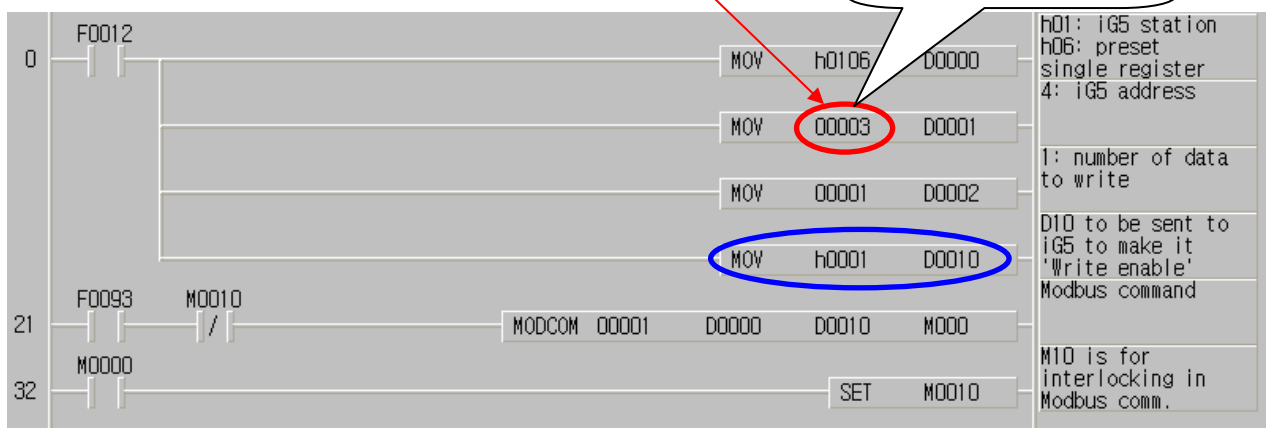 F0012
0
MOV h0106 D0000
h01: iG5 station
h06: preset
single register
4: iG5 address
MOV 00003 D0001
1: number of data
to write
MOV 00001 D0002
D10 to be sent to
iG5 to make it
'Write enable'
MOV h0001 D0010
Modbus command
F0093 M0010
21
/
MODCOM 00001 D0000 D0010 M000
M10 is for
interlocking in
Modbus comm.
M0000
32
SET M0010